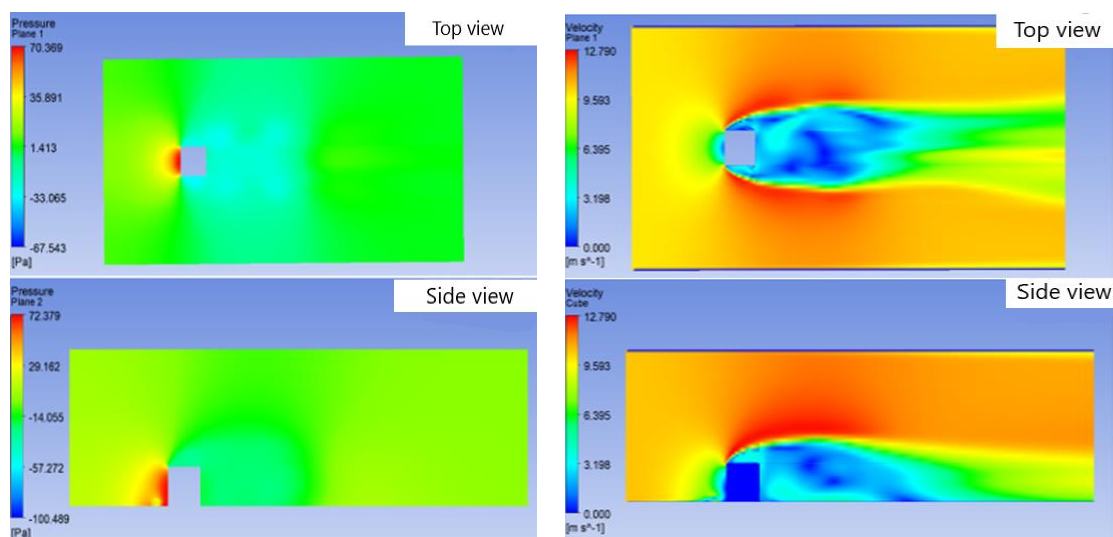 Pressure
Plane 1
70.369
35.891
1.413
-33.065
-67.543
[Pa]
Top view
Velocity
Plane 1
12.790
9.593
6.395
3.198
0.000
[m s^-1]
Top view
Pressure
Plane 2
72.379
29.162
-14.055
-57.272
-100.489
[Pa]
Side view
Velocity
Cube
12.790
9.593
6.395
3.198
0.000
[m s^-1]
Side view